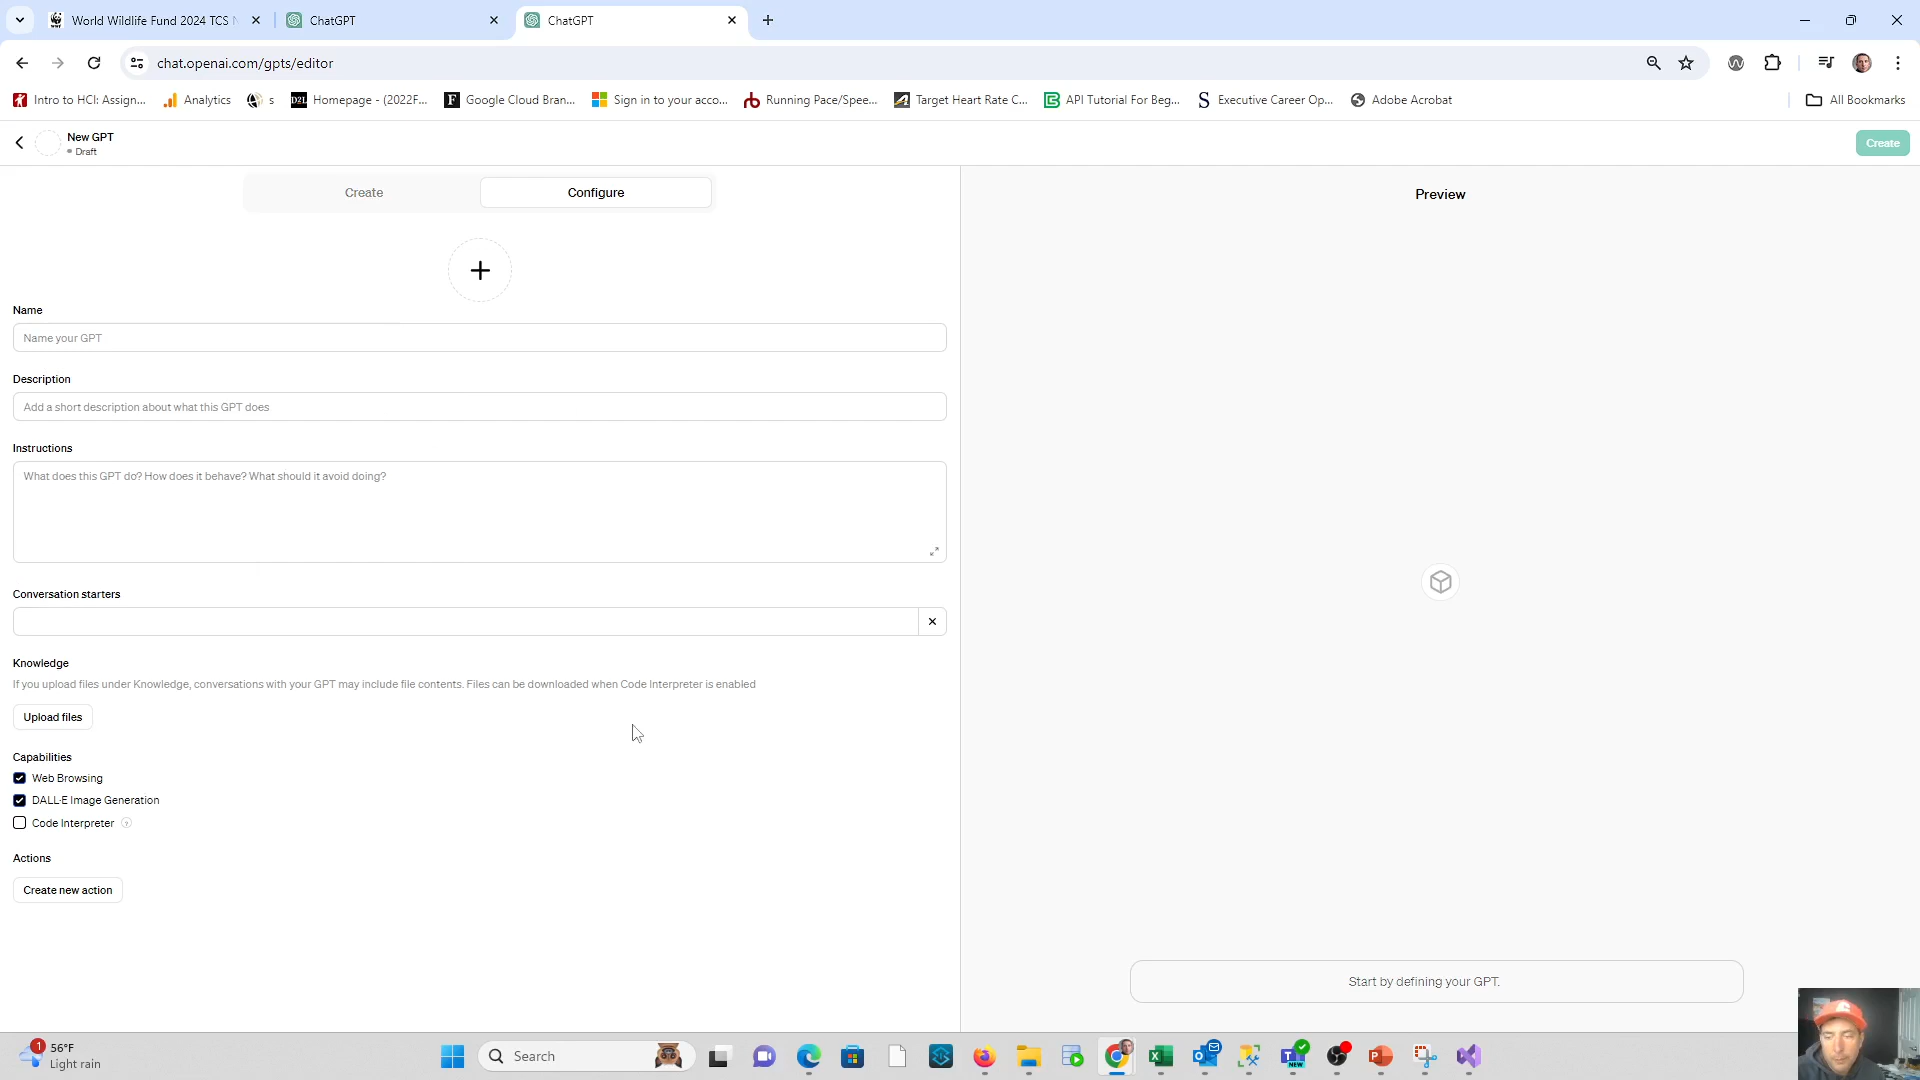 World Wildlife Fund 2024 TCS
ChatGPT
ChatGPT
chat.openai.com/gpts/editor
Intro to HCI: Assign...
Analytics
s
D2L
Homepage - (2022F...
F
Google Cloud Bran...
Sign in to your acco...
Running Pace/Spee...
Target Heart Rate C...
API Tutorial For Beg...
S
Executive Career Op...
Adobe Acrobat
All Bookmarks
New GPT
Draft
Create
Create
Configure
Preview
Name
Name your GPT
Description
Add a short description about what this GPT does
Instructions
What does this GPT do? How does it behave? What should it avoid doing?
Conversation starters
Knowledge
If you upload files under Knowledge, conversations with your GPT may include file contents. Files can be downloaded when Code Interpreter is enabled
Upload files
Capabilities
Web Browsing
DALL·E Image Generation
Code Interpreter ?
Actions
Create new action
Start by defining your GPT.
1
56°F
Light rain
Search
NEW